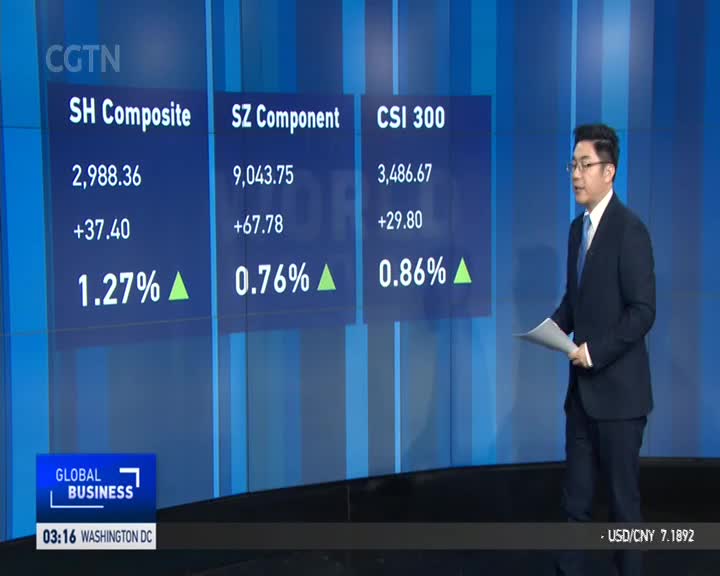 CGTN
SH Composite
2,988.36
+37.40
1.27%
SZ Component
9,043.75
+67.78
0.76%
CSI 300
3,486.67
+29.80
0.86%
WORLD
GLOBAL
BUSINESS
03:16 WASHINGTON DC
- USD/CNY 7.1892